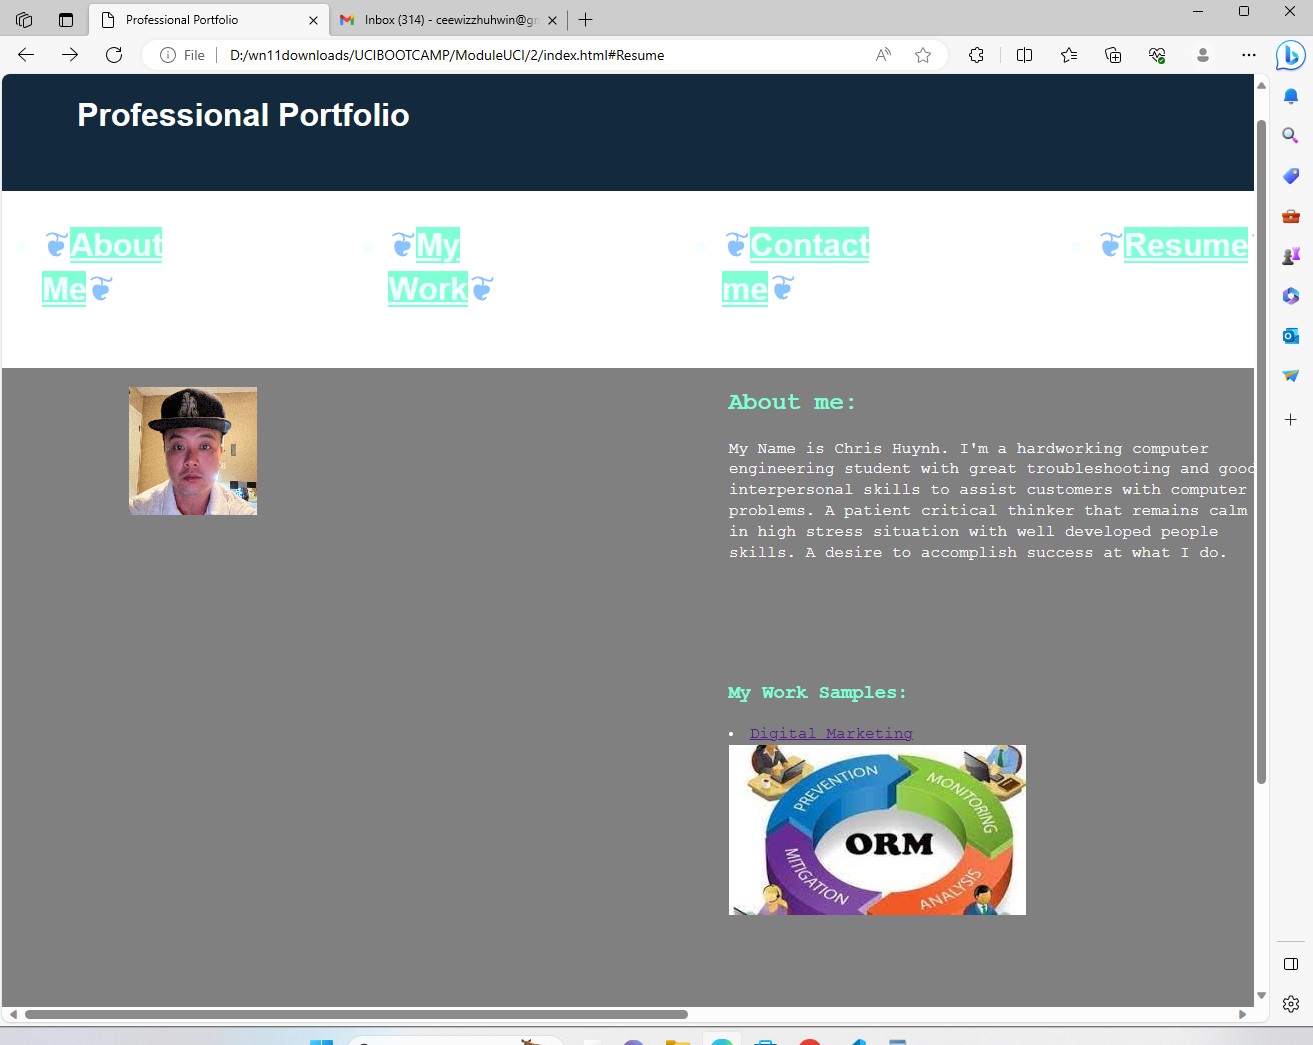 Professional Portfolio
Inbox (314) - ceewizzhuhwin@g
File
D:/wn11downloads/UCIBOOTCAMP/ModuleUCI/2/index.html#Resume
Professional Portfolio
❦About
Me❦
❦My
Work❦
❦Contact
me❦
❦Resume
About me:
My Name is Chris Huynh. I'm a hardworking computer
engineering student with great troubleshooting and good
interpersonal skills to assist customers with computer
problems. A patient critical thinker that remains calm
in high stress situation with well developed people
skills. A desire to accomplish success at what I do.
My Work Samples:
• Digital Marketing
PREVENTION
MONITORING
ORM
MITIGATION
ANALYSIS